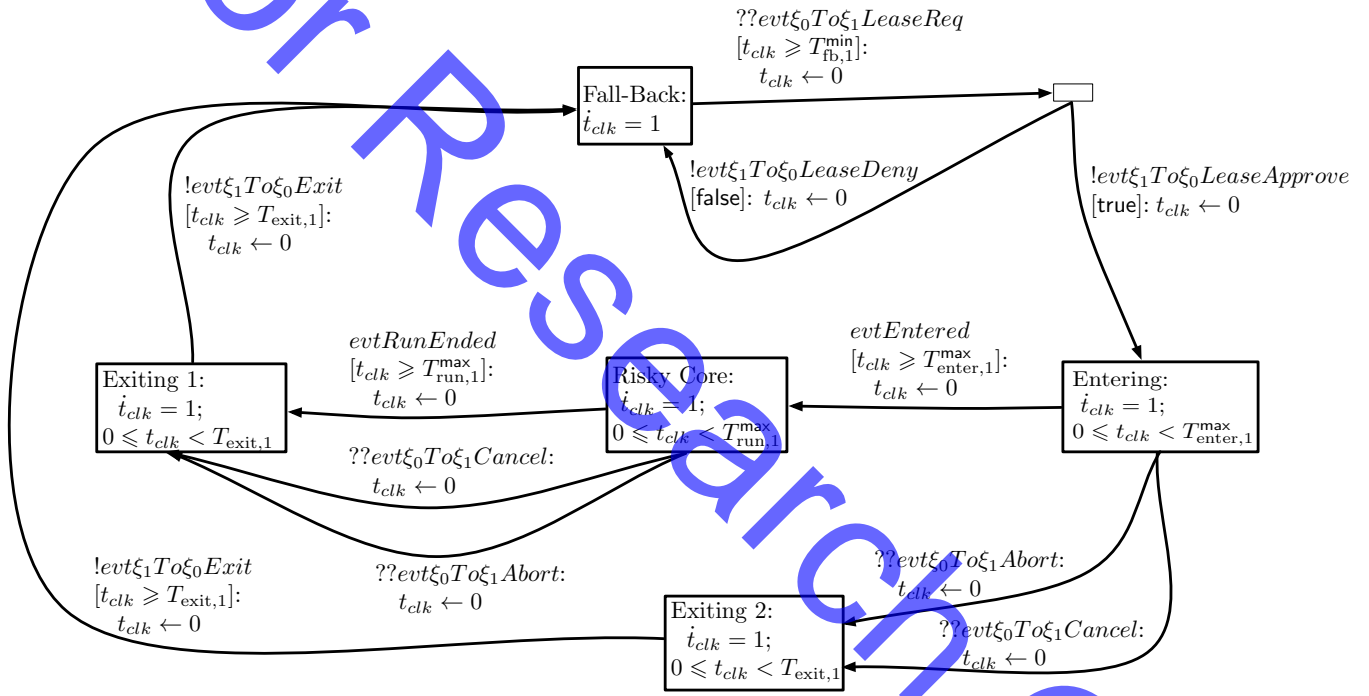 ??evtξ₀Toξ₁LeaseReq
[t_clk ⩾ T^min_fb,1]:
t_clk ← 0
Fall-Back:
ṫ_clk = 1
!evtξ₁Toξ₀LeaseDeny
[false]: t_clk ← 0
!evtξ₁Toξ₀LeaseApprove
[true]: t_clk ← 0
!evtξ₁Toξ₀Exit
[t_clk ⩾ T_exit,1]:
t_clk ← 0
evtRunEnded
[t_clk ⩾ T^max_run,1]:
t_clk ← 0
evtEntered
[t_clk ⩾ T^max_enter,1]:
t_clk ← 0
Exiting 1:
ṫ_clk = 1;
0 ⩽ t_clk < T_exit,1
Risky Core:
ṫ_clk = 1;
0 ⩽ t_clk < T^max_run,1
Entering:
ṫ_clk = 1;
0 ⩽ t_clk < T^max_enter,1
??evtξ₀Toξ₁Cancel:
t_clk ← 0
??evtξ₀Toξ₁Abort:
t_clk ← 0
!evtξ₁Toξ₀Exit
[t_clk ⩾ T_exit,1]:
t_clk ← 0
??evtξ₀Toξ₁Abort:
t_clk ← 0
??evtξ₀Toξ₁Cancel:
t_clk ← 0
Exiting 2:
ṫ_clk = 1;
0 ⩽ t_clk < T_exit,1
or Research